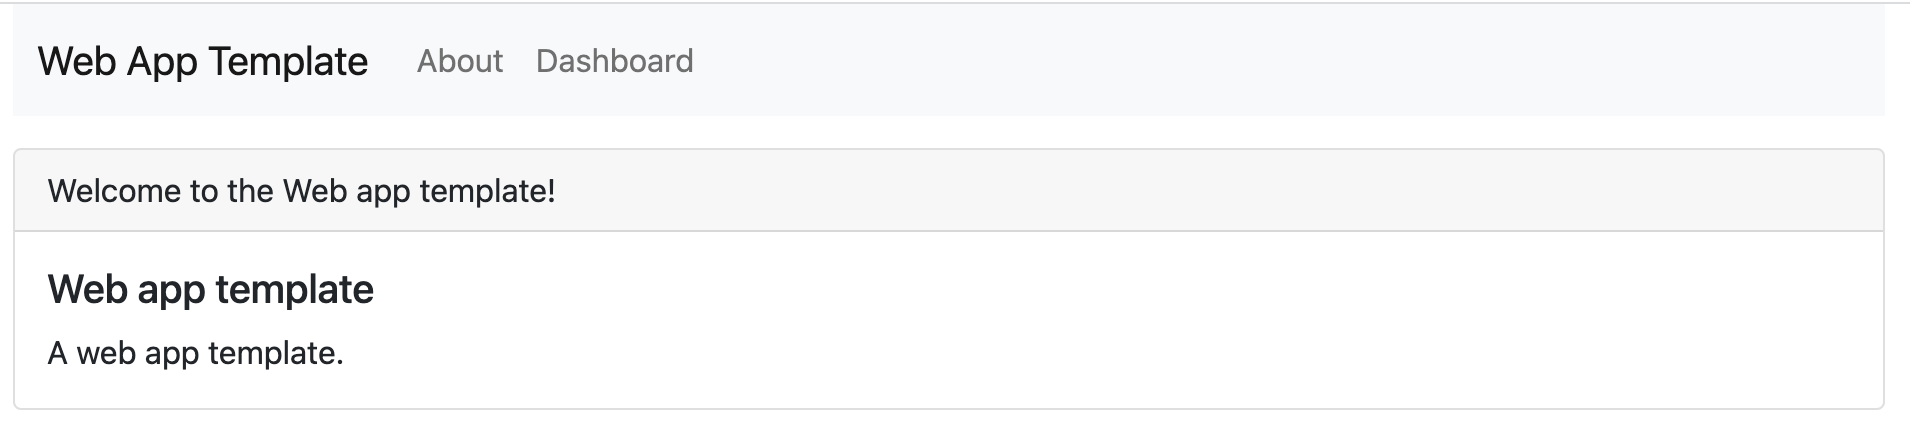 Web App Template About Dashboard
Welcome to the Web app template!
Web app template
A web app template.